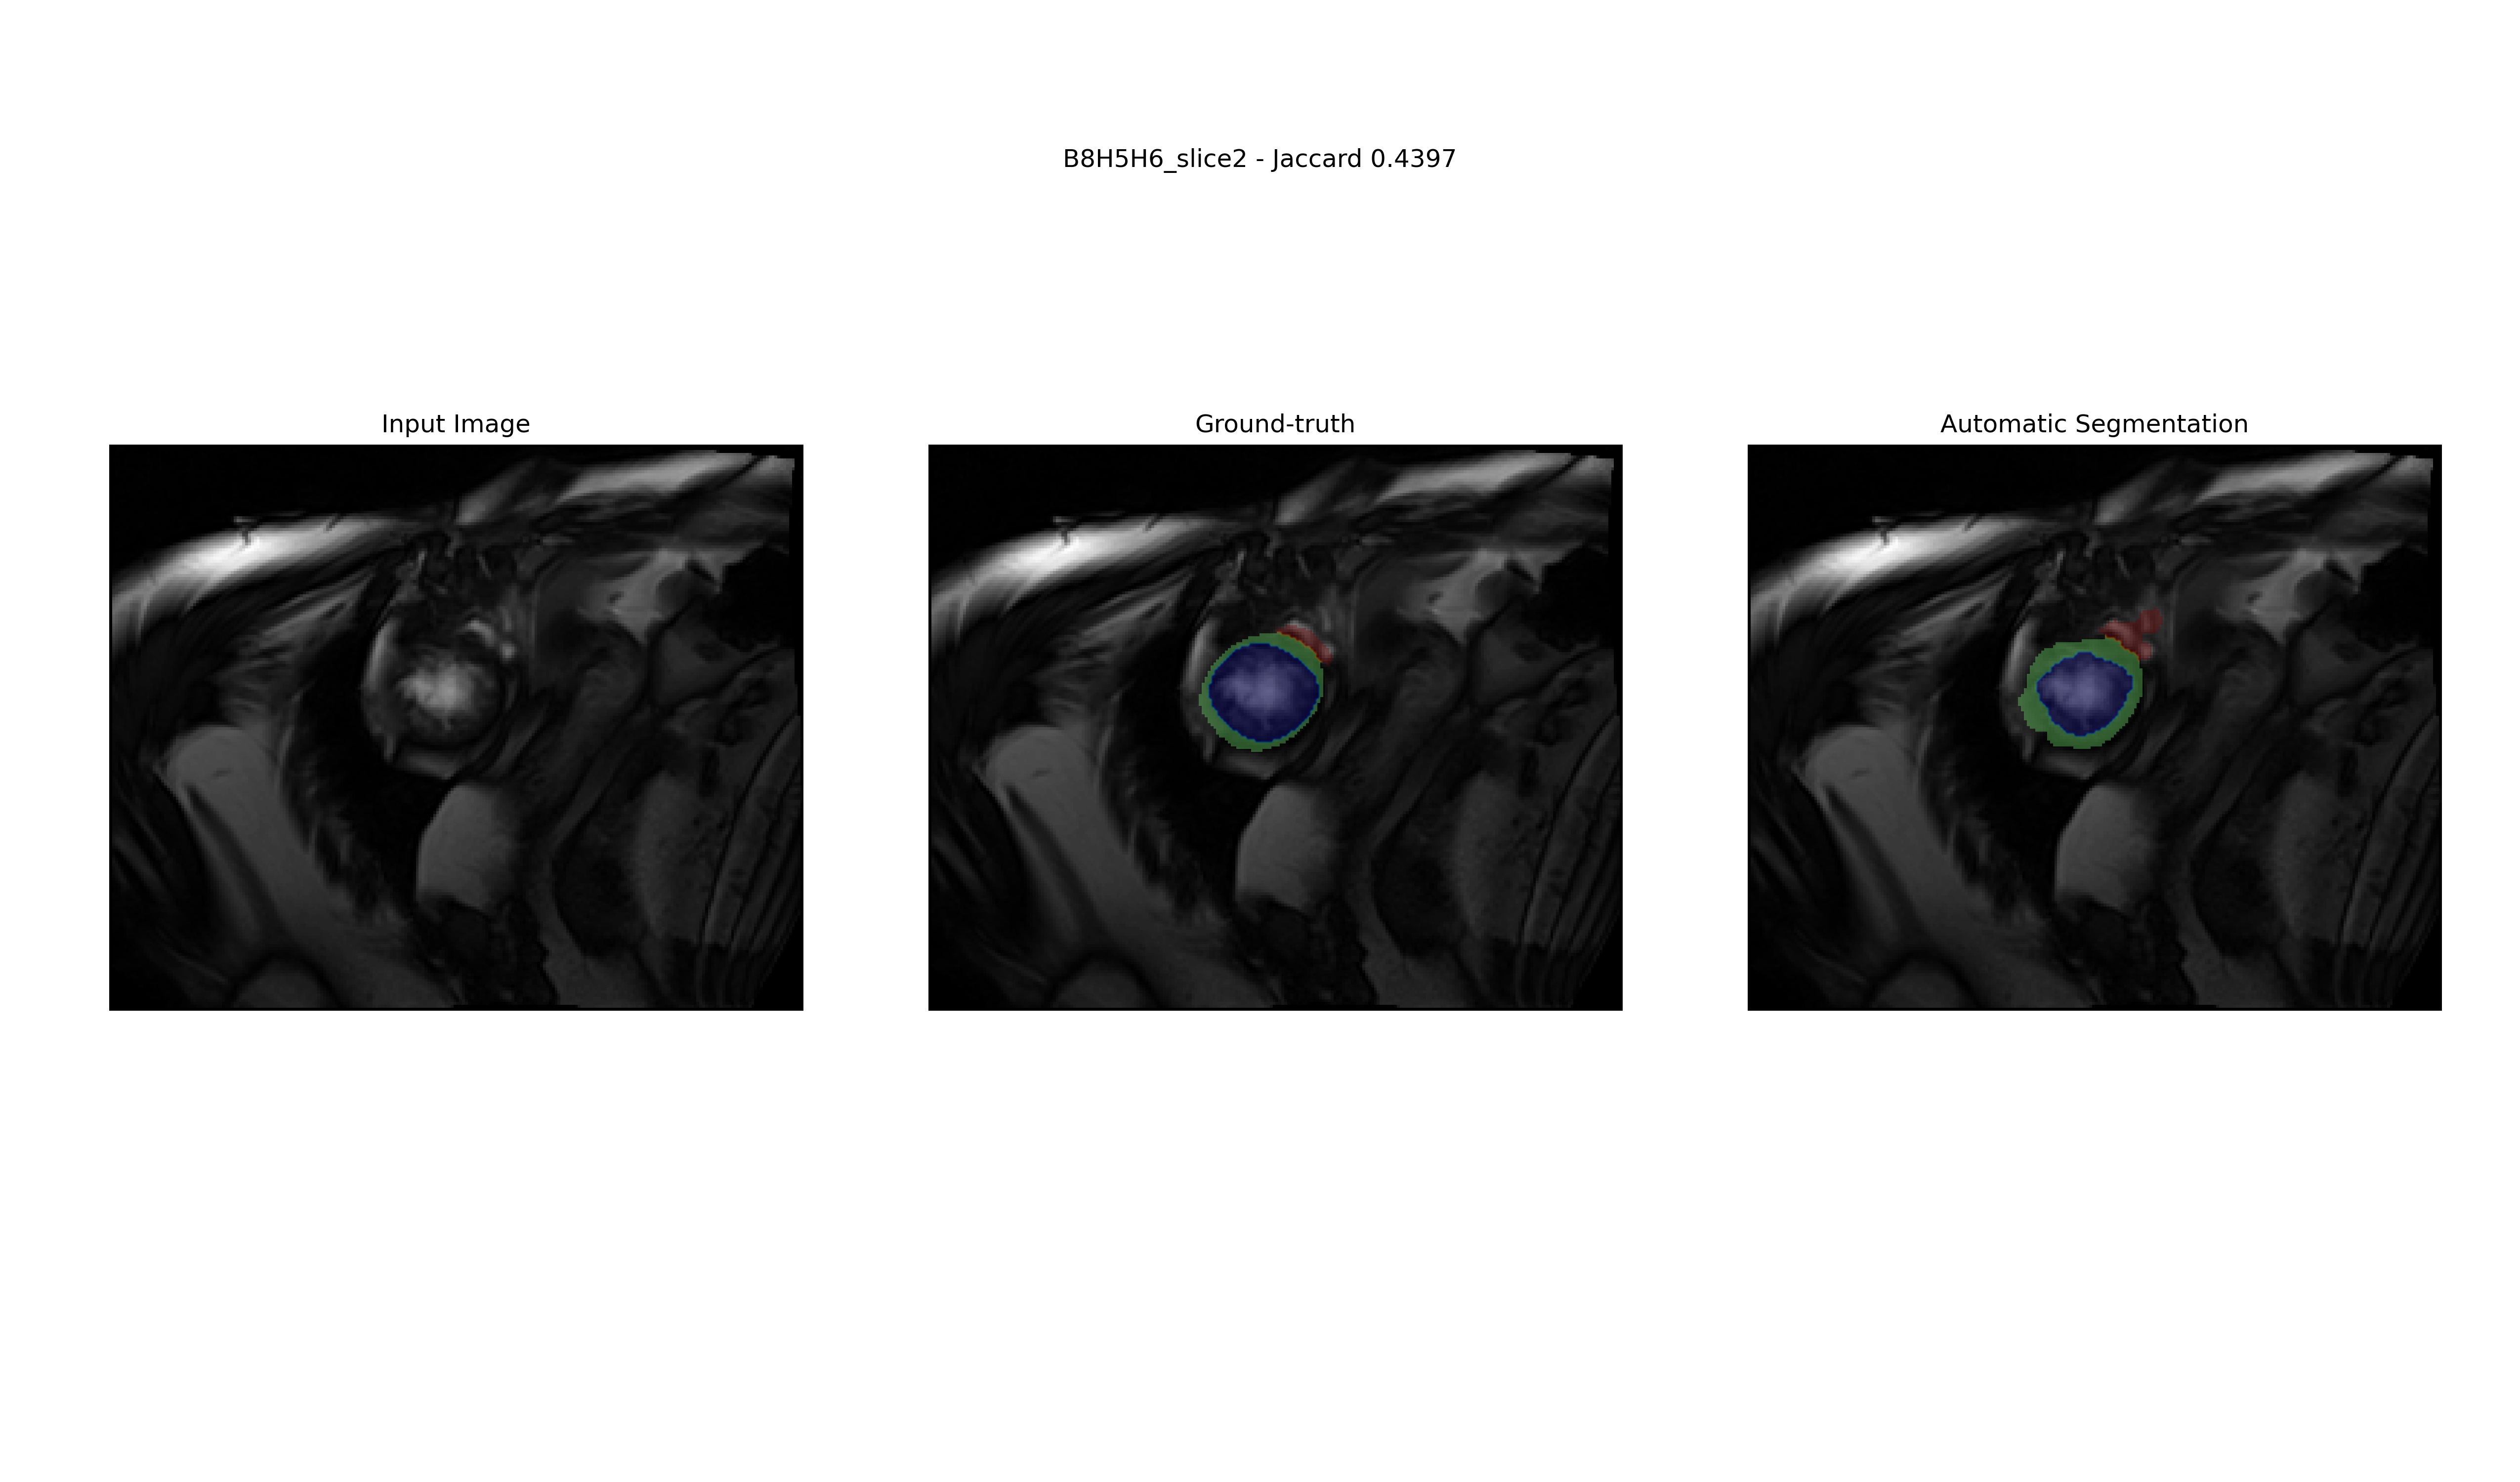 B8H5H6_slice2 - Jaccard 0.4397
Input Image
Ground-truth
Automatic Segmentation